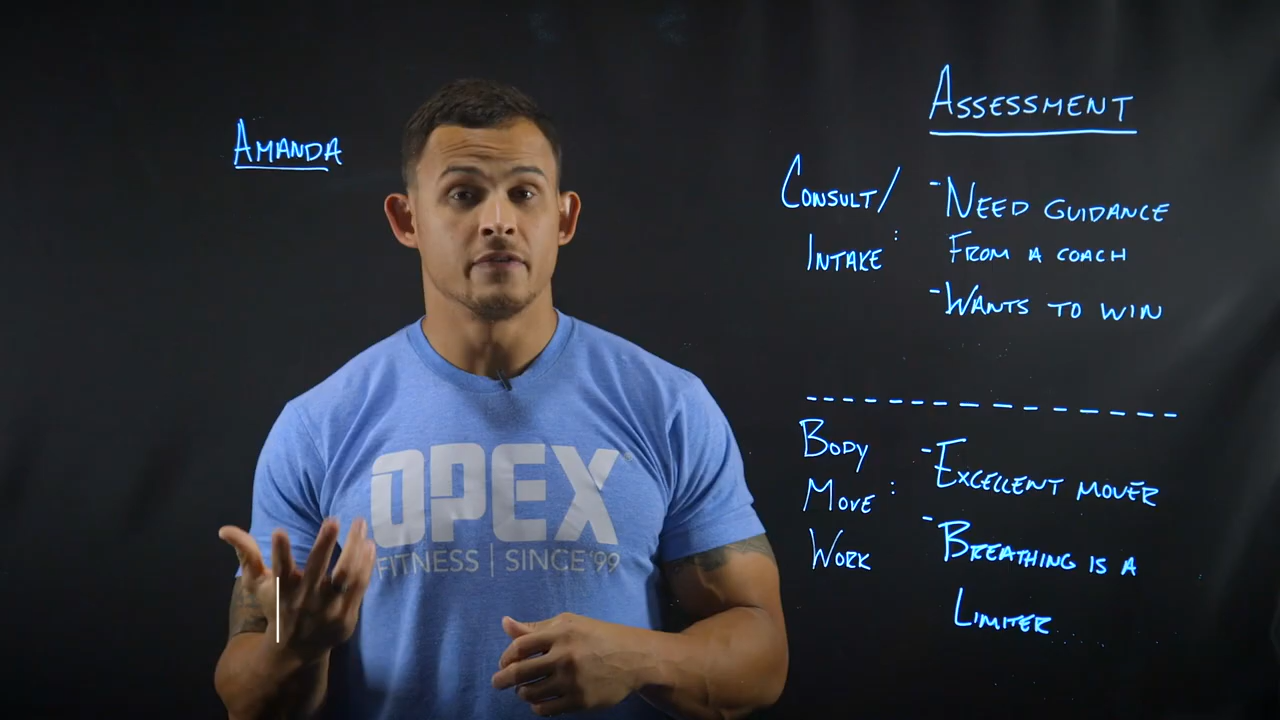 AMANDA
ASSESSMENT
CONSULT/
INTAKE:
- NEED GUIDANCE
FROM A COACH
- WANTS TO WIN
BODY
MOVE:
WORK
- EXCELLENT MOVER
- BREATHING IS A
LIMITER
OPEX
FITNESS | SINCE '99